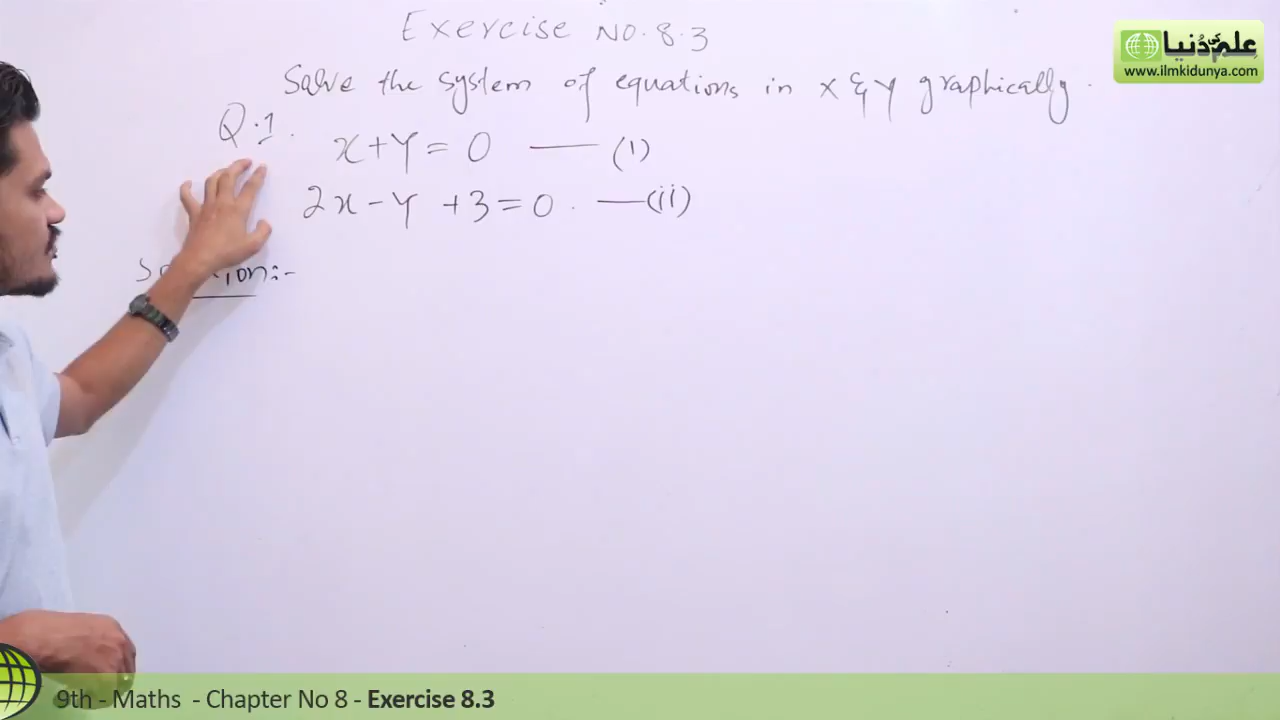 Exercise No. 8.3
علم کی دُنیا
www.ilmkidunya.com
Solve the system of equations in x & y graphically.
Q.1. x+y=0 — (i)
2x-y+3=0. — (ii)
9th - Maths - Chapter No 8 - Exercise 8.3